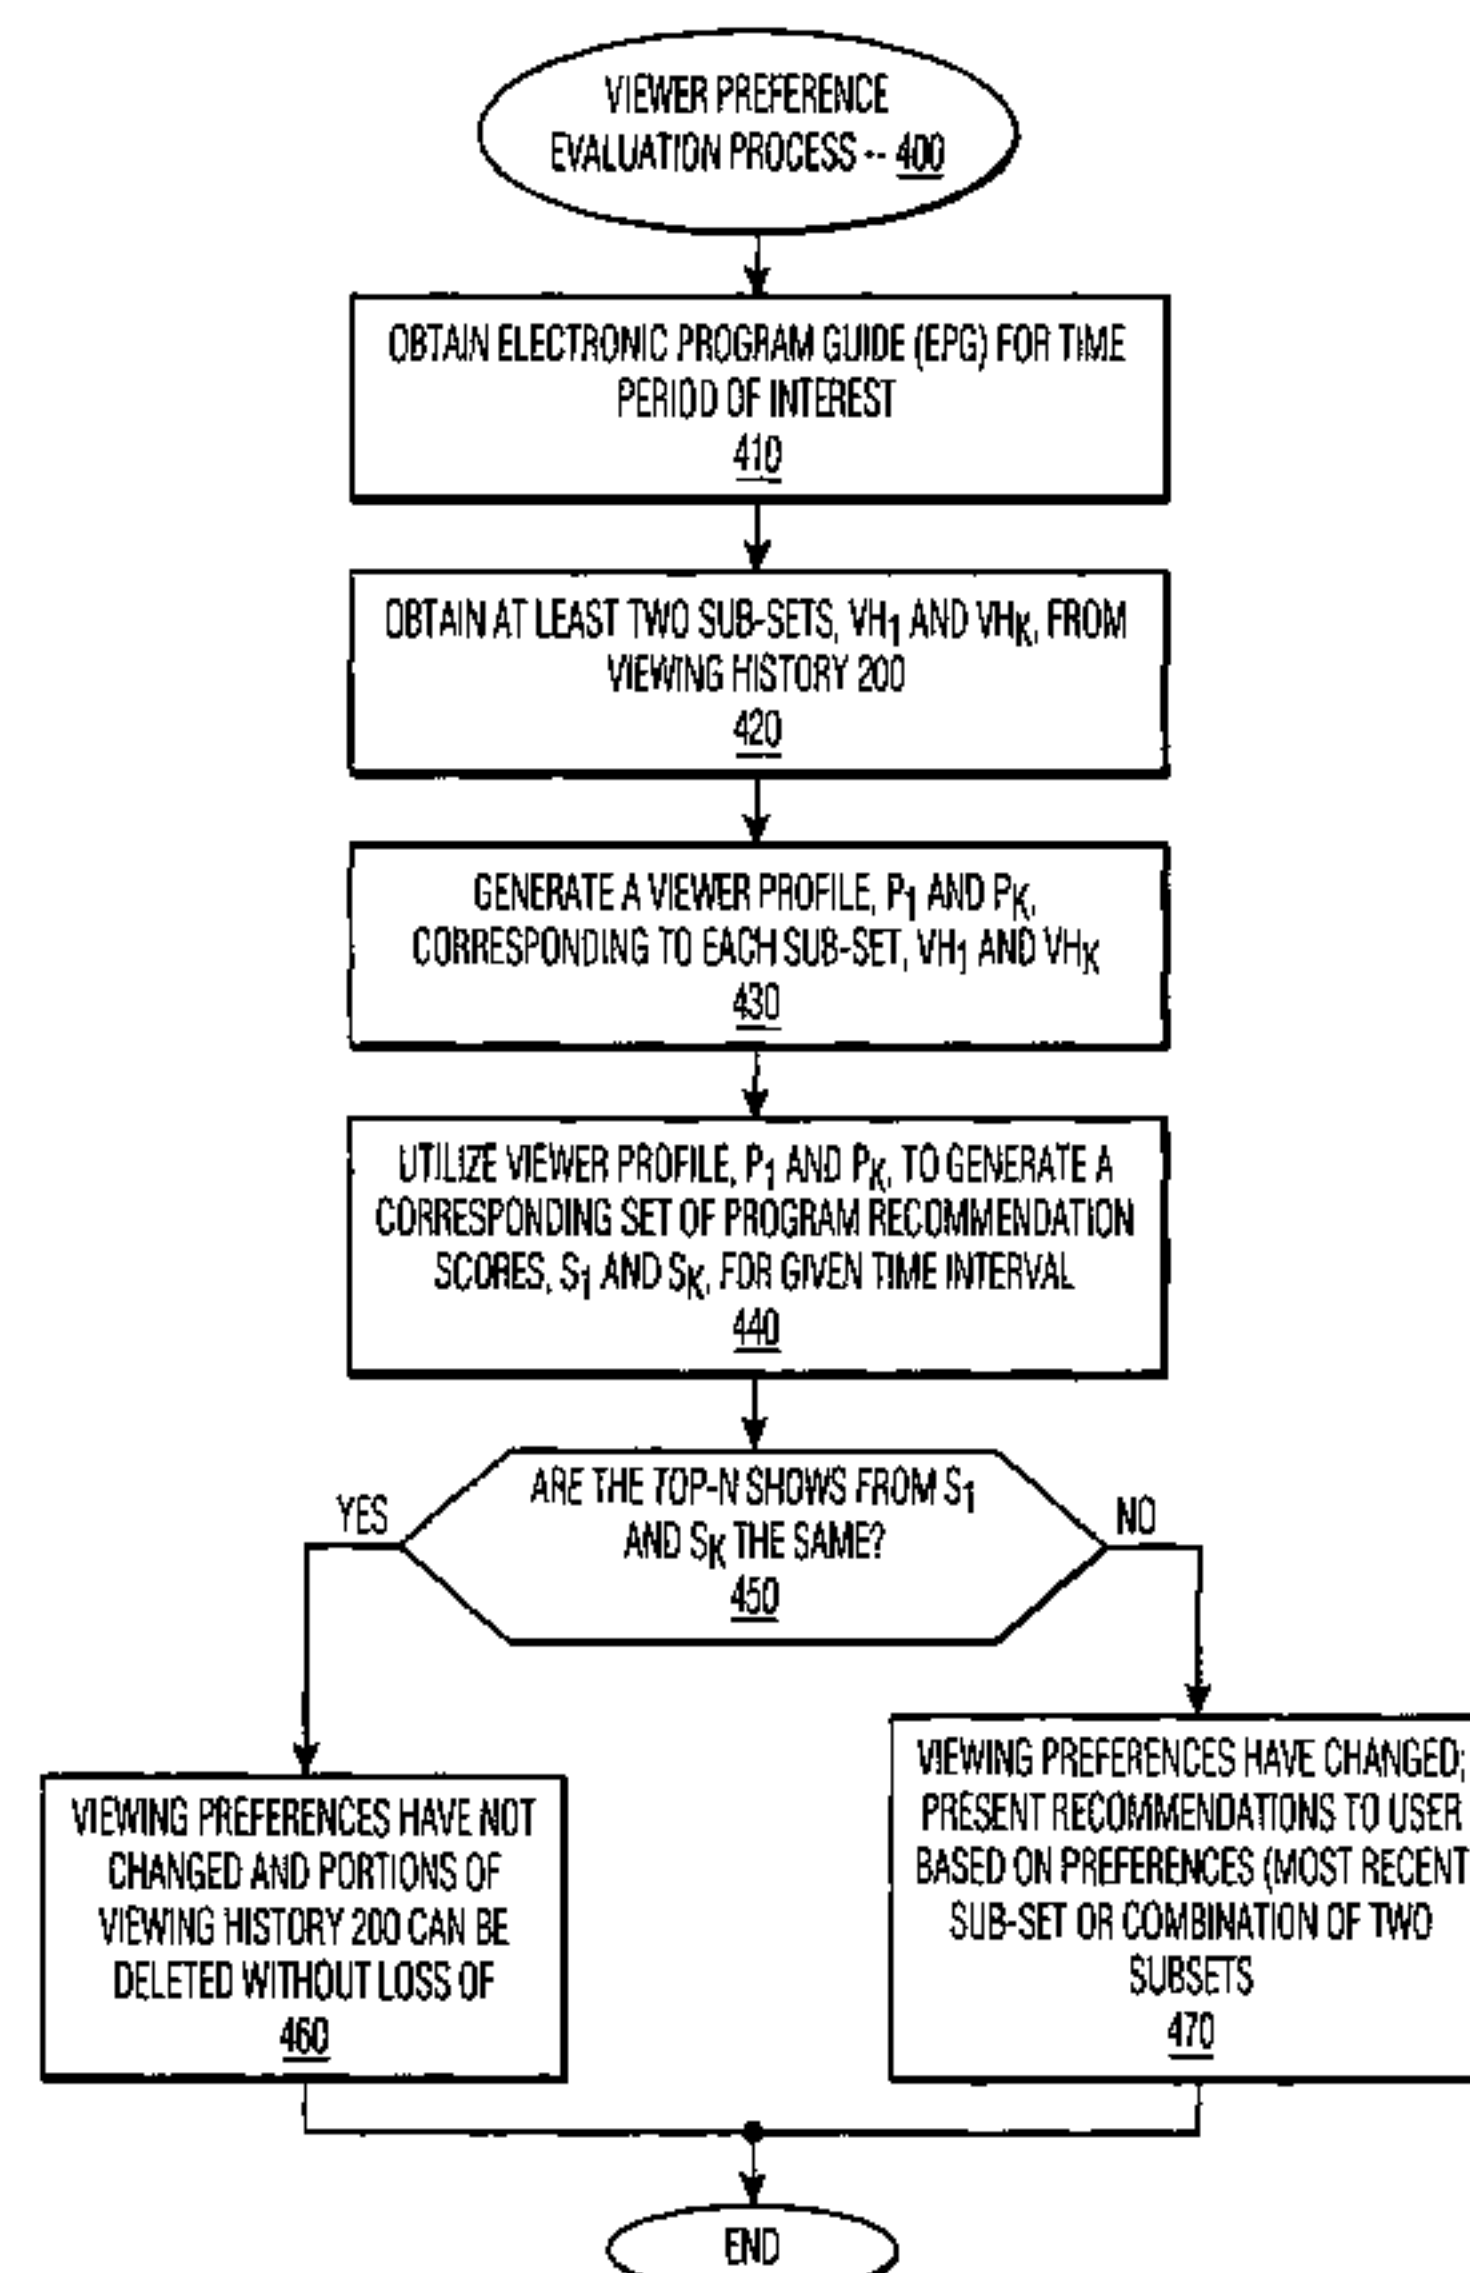 VIEWER PREFERENCE
EVALUATION PROCESS -- 400
OBTAIN ELECTRONIC PROGRAM GUIDE (EPG) FOR TIME
PERIOD OF INTEREST
410
OBTAIN AT LEAST TWO SUB-SETS, VH1 AND VHK, FROM
VIEWING HISTORY 200
420
GENERATE A VIEWER PROFILE, P1 AND PK,
CORRESPONDING TO EACH SUB-SET, VH1 AND VHK
430
UTILIZE VIEWER PROFILE, P1 AND PK, TO GENERATE A
CORRESPONDING SET OF PROGRAM RECOMMENDATION
SCORES, S1 AND SK, FOR GIVEN TIME INTERVAL
440
ARE THE TOP-N SHOWS FROM S1
AND SK THE SAME?
450
YES
NO
VIEWING PREFERENCES HAVE NOT
CHANGED AND PORTIONS OF
VIEWING HISTORY 200 CAN BE
DELETED WITHOUT LOSS OF
460
VIEWING PREFERENCES HAVE CHANGED;
PRESENT RECOMMENDATIONS TO USER
BASED ON PREFERENCES (MOST RECENT
SUB-SET OR COMBINATION OF TWO
SUBSETS
470
END